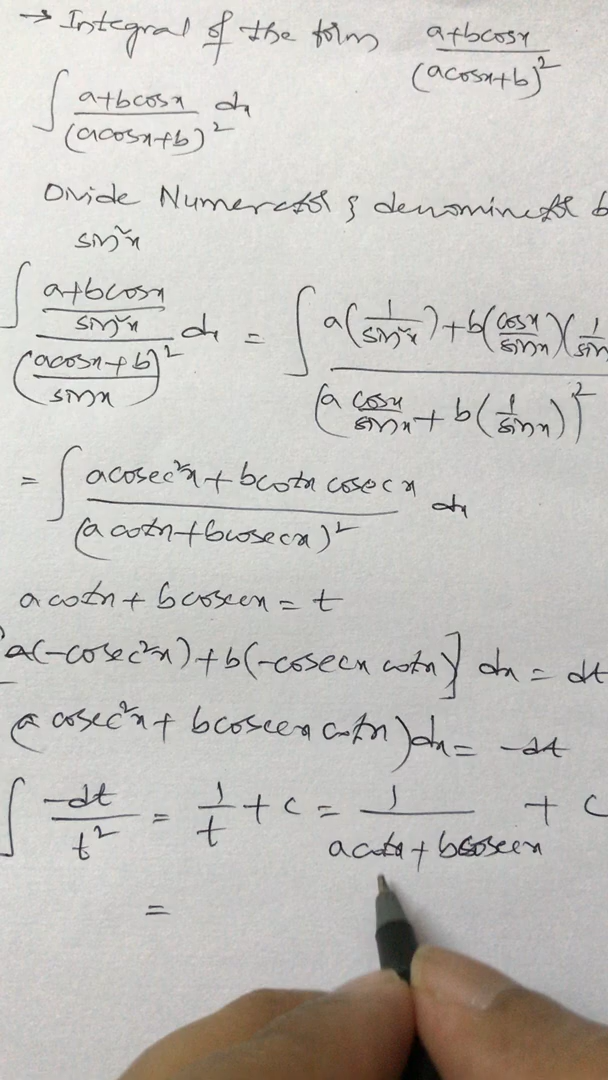 → Integral of the form (a+bcosx)/(acosx+b)²
∫ (a+bcosx)/(acosx+b)² dx
Divide Numerator & denominator b
sin²x
∫ ((a+bcosx)/(sin²x))/((acosx+b)/(sinx))² dx = ∫ (a(1/sin²x)+b(cosx/sinx)(1/sin
(a cosx/sinx + b(1/sinx))²
= ∫ (acosec²x + bcotx cosecx)/(acotx+bcosecx)² dx
acotx + bcosecx = t
a(-cosec²x)+b(-cosecx cotx] dx = dt
(a cosec²x + bcosecx cotx)dx = -dt
∫ -dt/t² = 1/t + c = 1/(acotx + bcosecx) + c
=